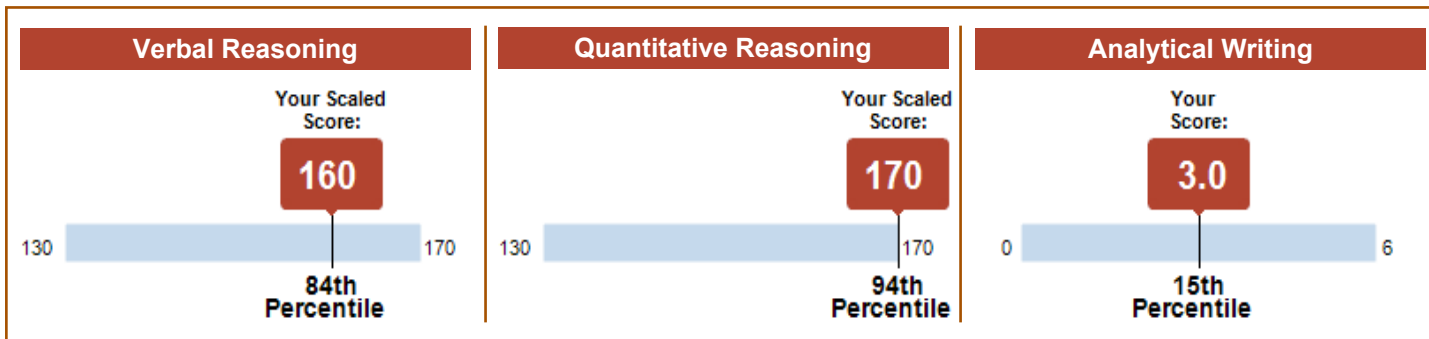 Verbal Reasoning
Your Scaled
Score:
160
130
170
84th
Percentile
Quantitative Reasoning
Your Scaled
Score:
170
130
170
94th
Percentile
Analytical Writing
Your
Score:
3.0
0
6
15th
Percentile